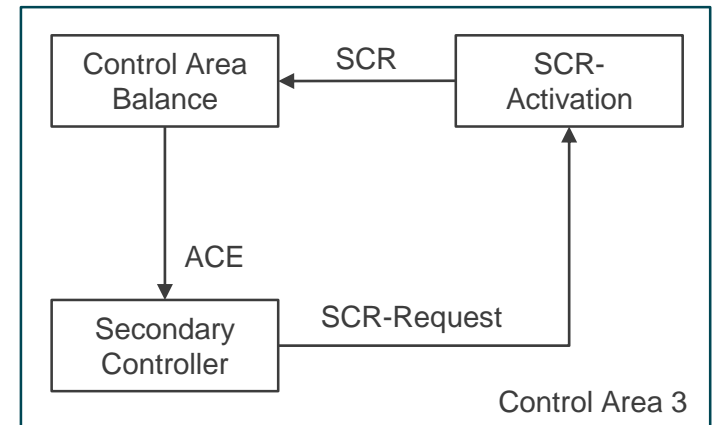 Control Area
Balance
SCR
SCR-
Activation
ACE
Secondary
Controller
SCR-Request
Control Area 3